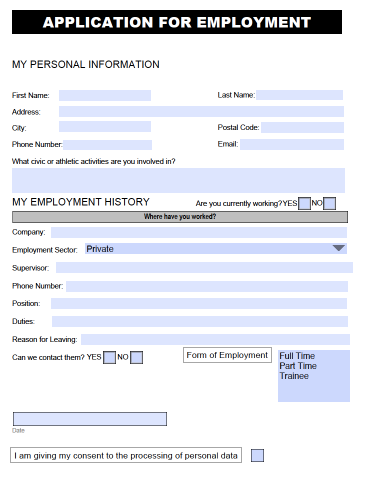 APPLICATION FOR EMPLOYMENT
MY PERSONAL INFORMATION
First Name: Last Name:
Address:
City: Postal Code:
Phone Number: Email:
What civic or athletic activities are you involved in?
MY EMPLOYMENT HISTORY Are you currently working?YES NO
Where have you worked?
Company:
Employment Sector: Private
Supervisor:
Phone Number:
Position:
Duties:
Reason for Leaving:
Can we contact them? YES NO Form of Employment Full Time
Part Time
Trainee
Date
I am giving my consent to the processing of personal data